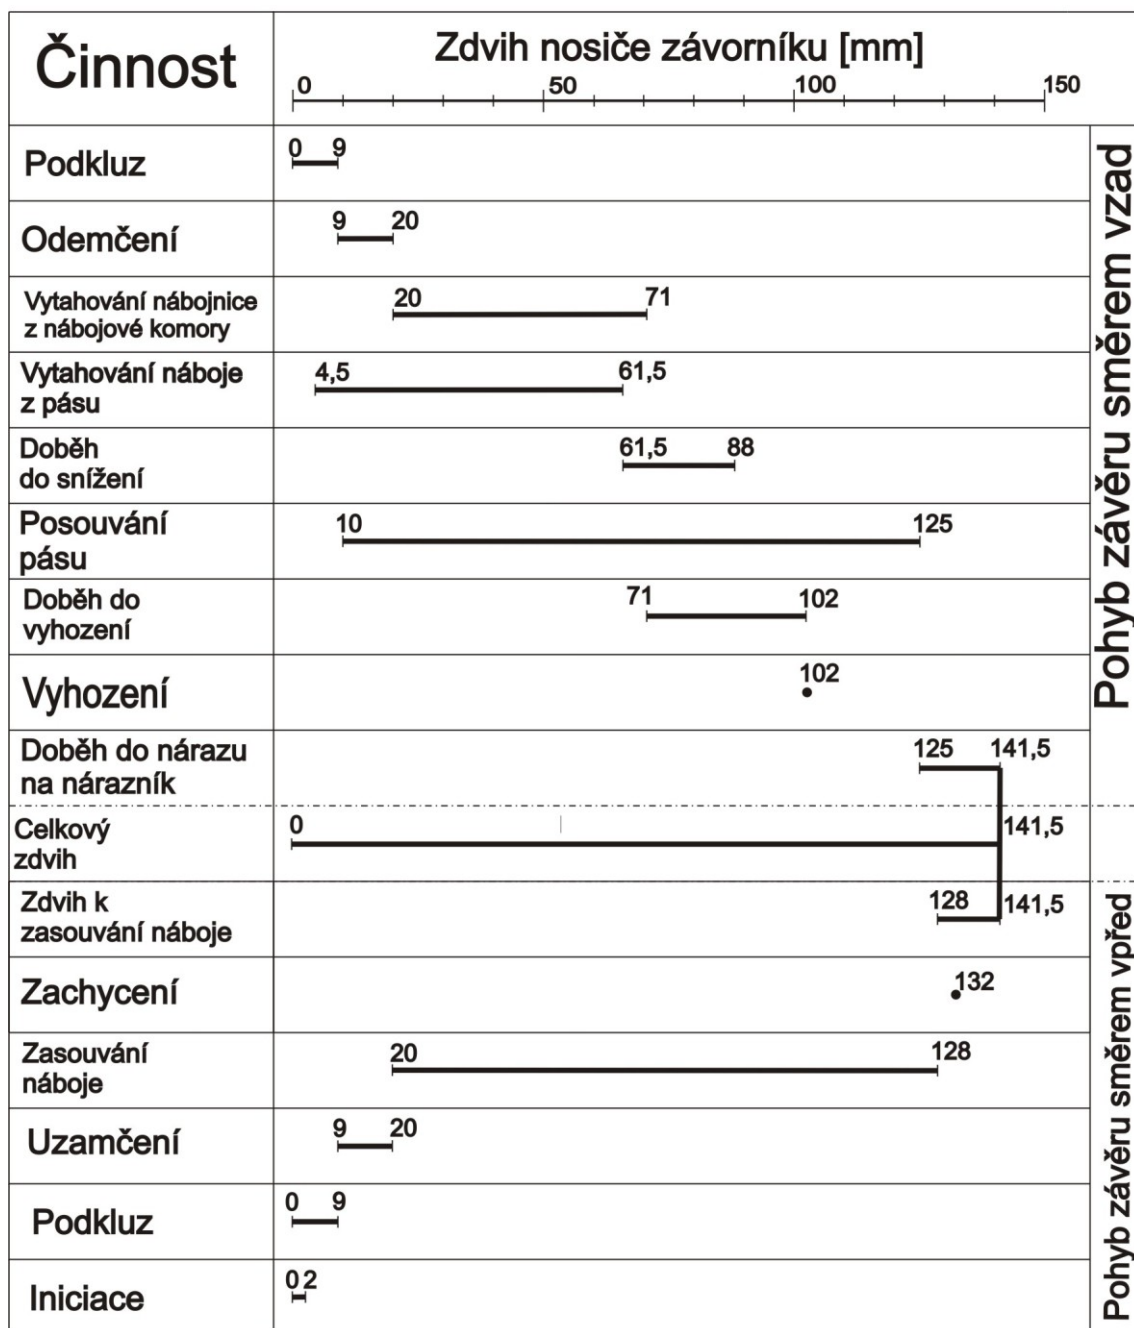 Činnost
Zdvih nosiče závorníku [mm]
0 50 100 150
Podkluz
0 9
Odemčení
9 20
Vytahování nábojnice
z nábojové komory
20 71
Vytahování náboje
z pásu
4,5 61,5
Doběh
do snížení
61,5 88
Posouvání
pásu
10 125
Doběh do
vyhození
71 102
Vyhození
102
Doběh do nárazu
na nárazník
125 141,5
Pohyb závěru směrem vzad
Celkový
zdvih
0 141,5
Zdvih k
zasouvání náboje
128 141,5
Zachycení
132
Zasouvání
náboje
20 128
Uzamčení
9 20
Podkluz
0 9
Iniciace
0 2
Pohyb závěru směrem vpřed